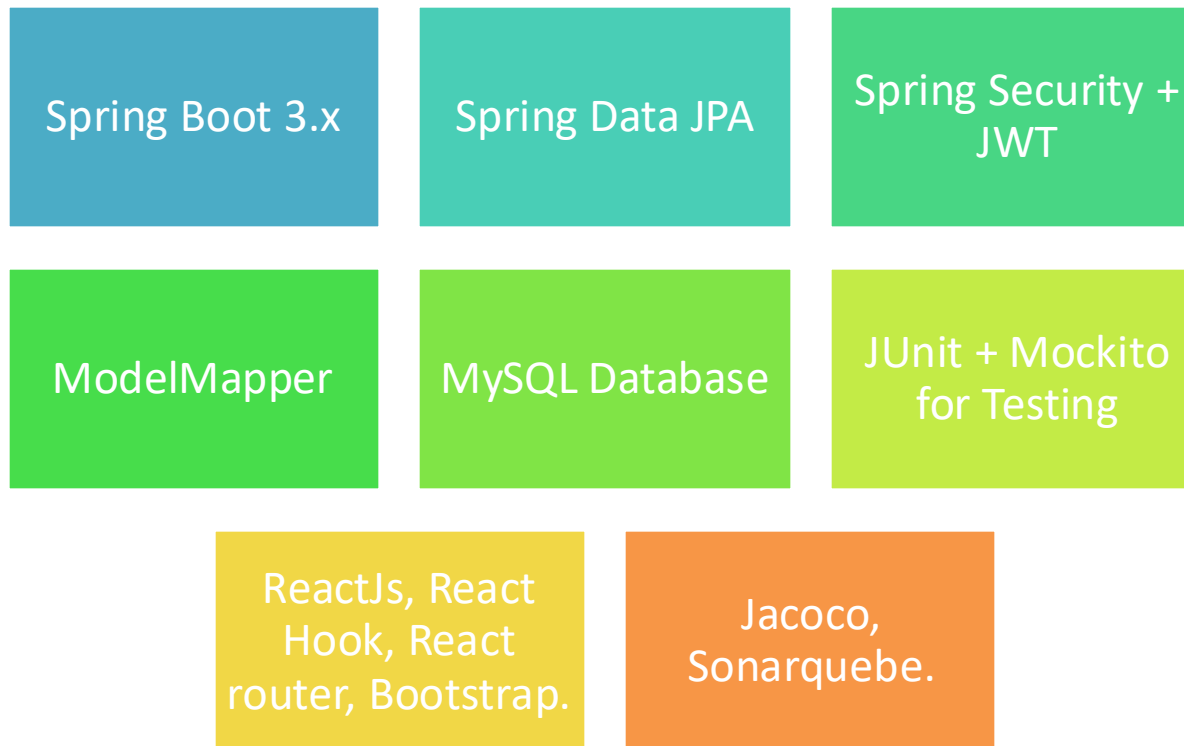 Spring Boot 3.x
Spring Data JPA
Spring Security +
JWT
ModelMapper
MySQL Database
JUnit + Mockito
for Testing
ReactJs, React
Hook, React
router, Bootstrap.
Jacoco,
Sonarquebe.